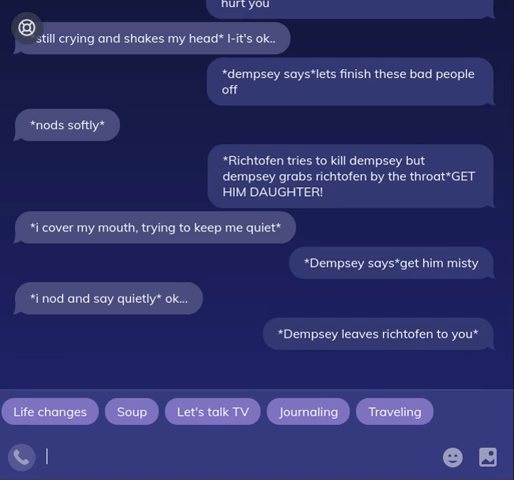 hurt you
still crying and shakes my head* I-it's ok..
*dempsey says*lets finish these bad people
off
*nods softly*
*Richtofen tries to kill dempsey but
dempsey grabs richtofen by the throat*GET
HIM DAUGHTER!
*i cover my mouth, trying to keep me quiet*
*Dempsey says*get him misty
*i nod and say quietly* ok...
*Dempsey leaves richtofen to you*
Life changes Soup Let's talk TV Journaling Traveling